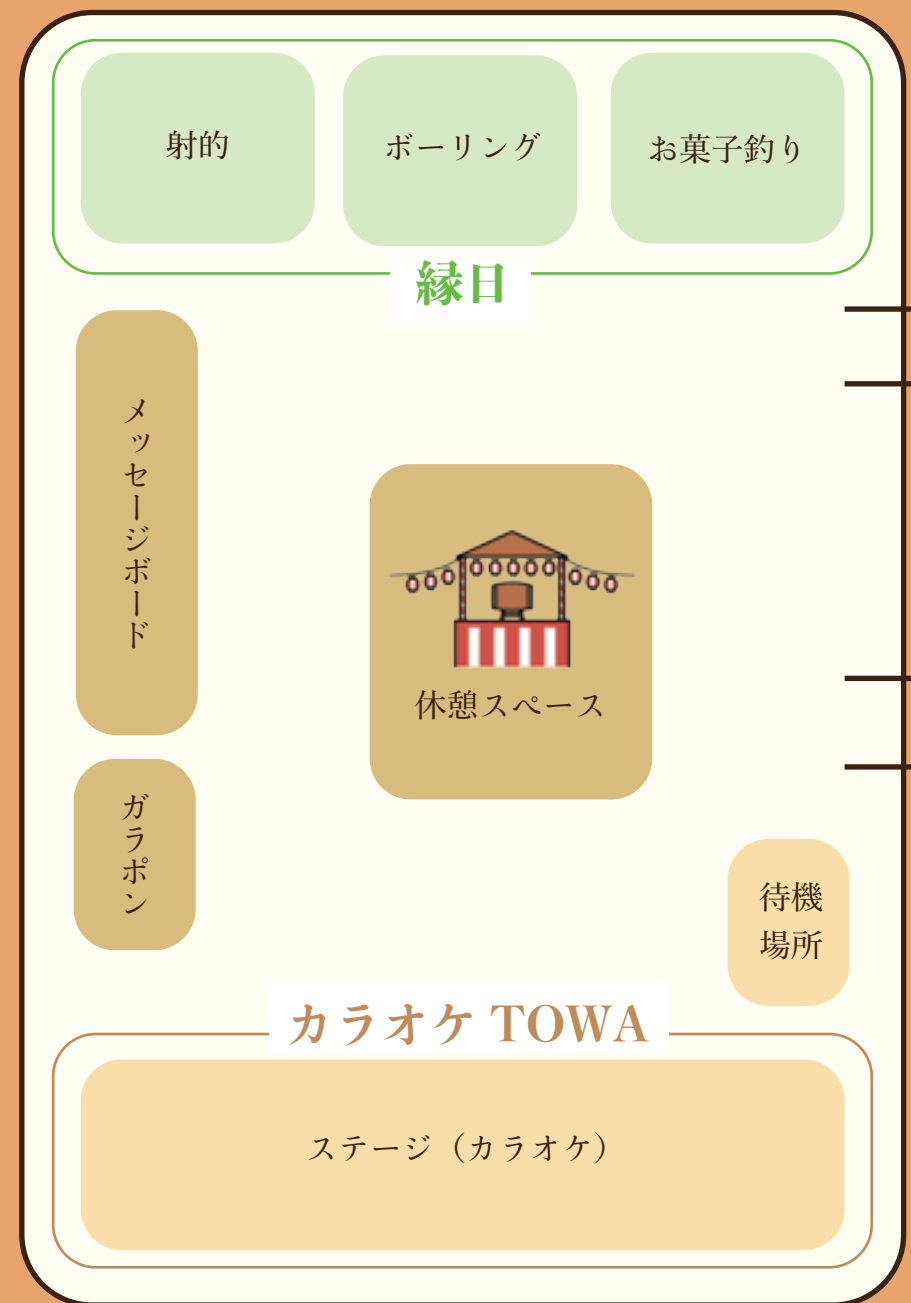 射的
ボーリング
お菓子釣り
縁日
メッセージボード
休憩スペース
ガラポン
待機
場所
カラオケ TOWA
ステージ（カラオケ）